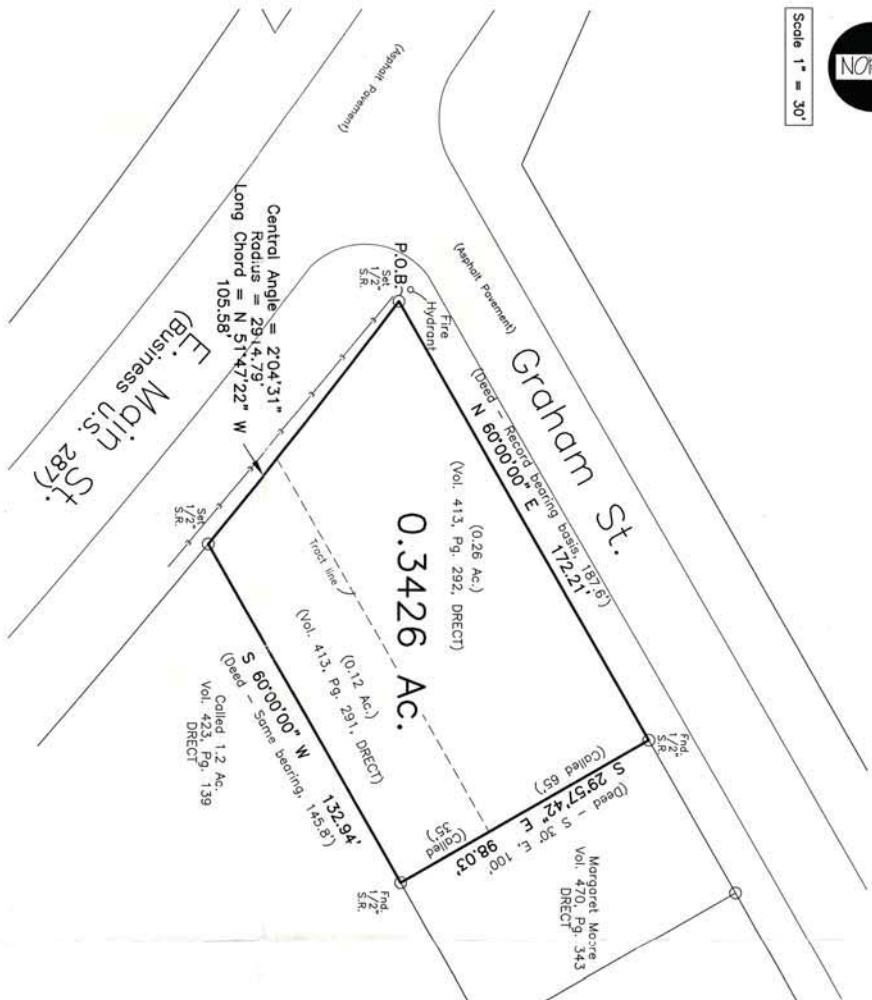 Scale 1" = 30'
NOR
(Asphalt Pavement)
(Asphalt Pavement)
Graham St.
P.O.B.
Set
1/2"
S.R.
Fire
Hydrant
(Deed - Record bearing basis, 187.6')
N 60°00'00" E 172.21'
Central Angle = 2°04'31"
Radius = 2914.79'
Long Chord = N 51°47'22" W
105.58'
E. Main St.
(Business U.S. 287)
(0.26 Ac.)
(Vol. 413, Pg. 292, DRECT)
0.3426 Ac.
Tract line
(0.12 Ac.)
(Vol. 413, Pg. 291, DRECT)
S 60°00'00" W 132.94'
(Deed - Same bearing, 145.8')
Set
1/2"
S.R.
Called 1.2 Ac.
Vol. 423, Pg. 139
DRECT
Fnd.
1/2"
S.R.
(Deed - S 30° E, 100'
S 29°57'42" E 98.03'
(Called 65')
(Called
35')
Fnd.
1/2"
S.R.
Margaret Moore
Vol. 470, Pg. 343
DRECT